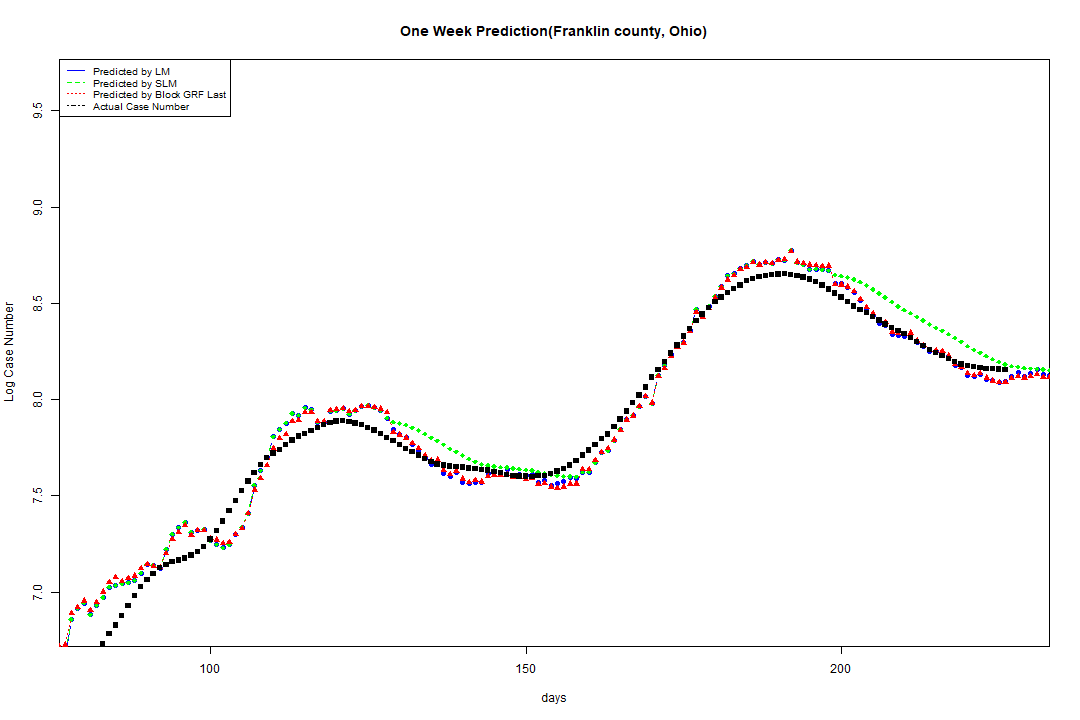 One Week Prediction(Franklin county, Ohio)
Predicted by LM
Predicted by SLM
Predicted by Block GRF Last
Actual Case Number
9.5
9.0
8.5
8.0
7.5
7.0
Log Case Number
100 150 200
days